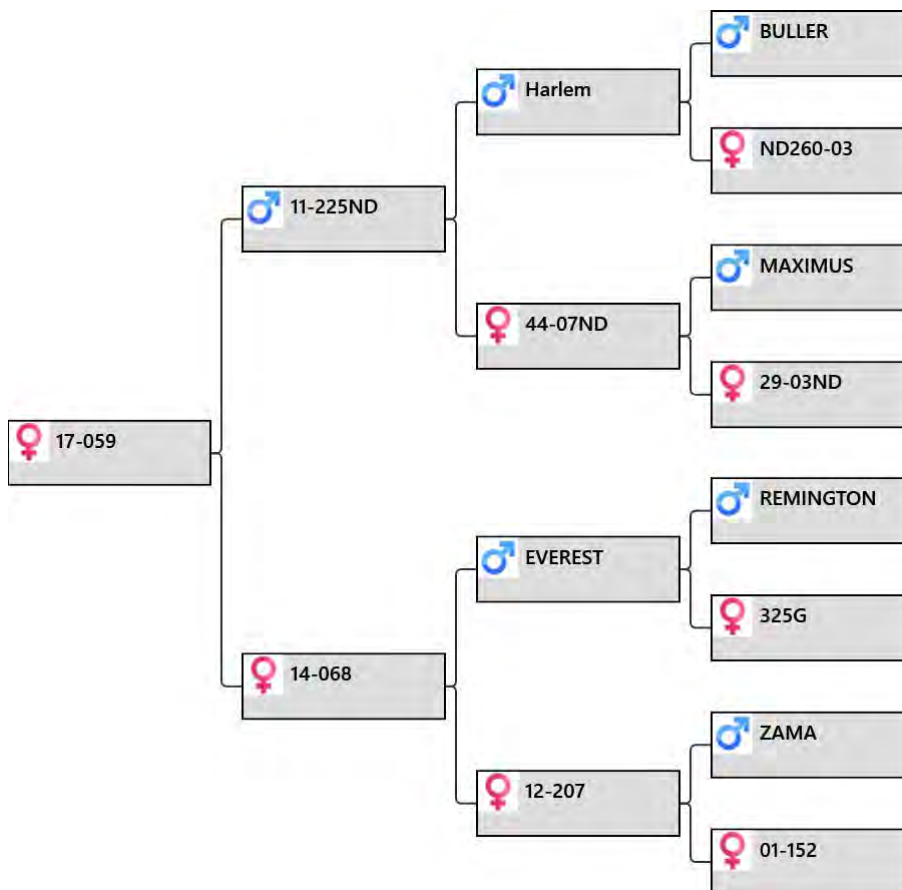 BULLER
Harlem
ND260-03
11-225ND
MAXIMUS
44-07ND
29-03ND
17-059
REMINGTON
EVEREST
325G
14-068
ZAMA
12-207
01-152